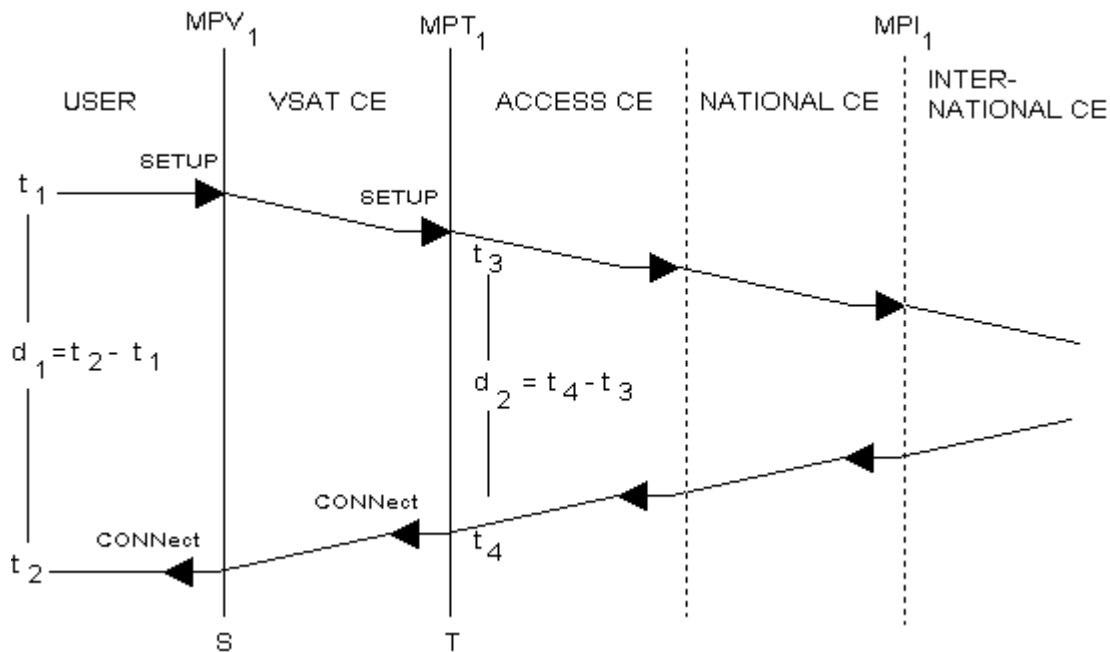 MPV₁ MPT₁ MPI₁
USER VSAT CE ACCESS CE NATIONAL CE INTER-
NATIONAL CE
SETUP
t₁
SETUP
t₃
d₁=t₂- t₁
d₂ = t₄- t₃
CONNect
t₄
CONNect
t₂
S T